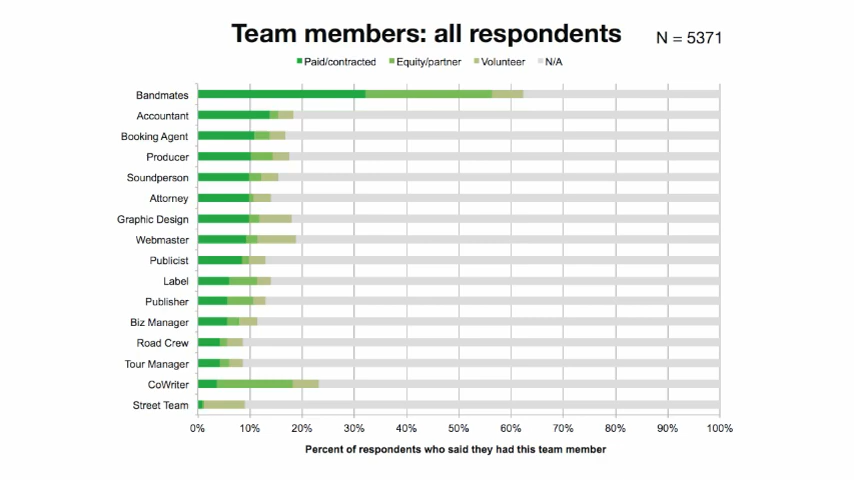 Team members: all respondents
N = 5371
Paid/contracted Equity/partner Volunteer N/A
Bandmates
Accountant
Booking Agent
Producer
Soundperson
Attorney
Graphic Design
Webmaster
Publicist
Label
Publisher
Biz Manager
Road Crew
Tour Manager
CoWriter
Street Team
0% 10% 20% 30% 40% 50% 60% 70% 80% 90% 100%
Percent of respondents who said they had this team member